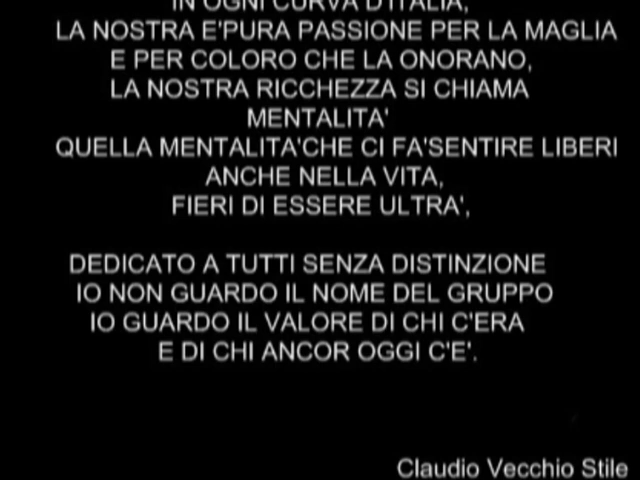 IN OGNI CURVA D'ITALIA,
LA NOSTRA E'PURA PASSIONE PER LA MAGLIA
E PER COLORO CHE LA ONORANO,
LA NOSTRA RICCHEZZA SI CHIAMA
MENTALITA'
QUELLA MENTALITA'CHE CI FA'SENTIRE LIBERI
ANCHE NELLA VITA,
FIERI DI ESSERE ULTRA',
DEDICATO A TUTTI SENZA DISTINZIONE
IO NON GUARDO IL NOME DEL GRUPPO
IO GUARDO IL VALORE DI CHI C'ERA
E DI CHI ANCOR OGGI C'E'.
Claudio Vecchio Stile